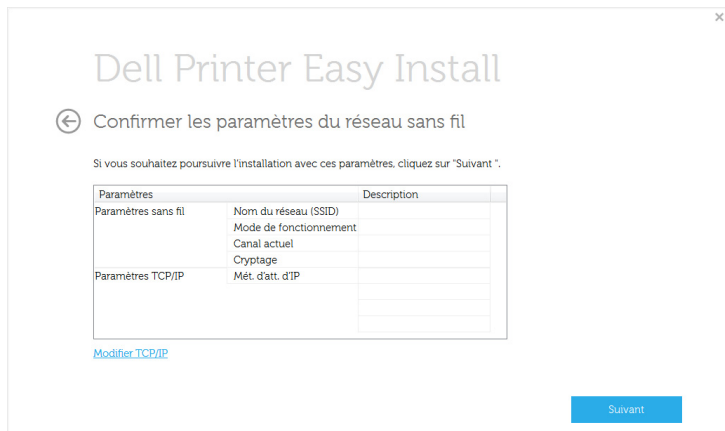 Dell Printer Easy Install
Confirmer les paramètres du réseau sans fil
Si vous souhaitez poursuivre l'installation avec ces paramètres, cliquez sur "Suivant ".
Paramètres Description
Paramètres sans fil Nom du réseau (SSID)
Mode de fonctionnement
Canal actuel
Cryptage
Paramètres TCP/IP Mét. d'att. d'IP
Modifier TCP/IP
Suivant